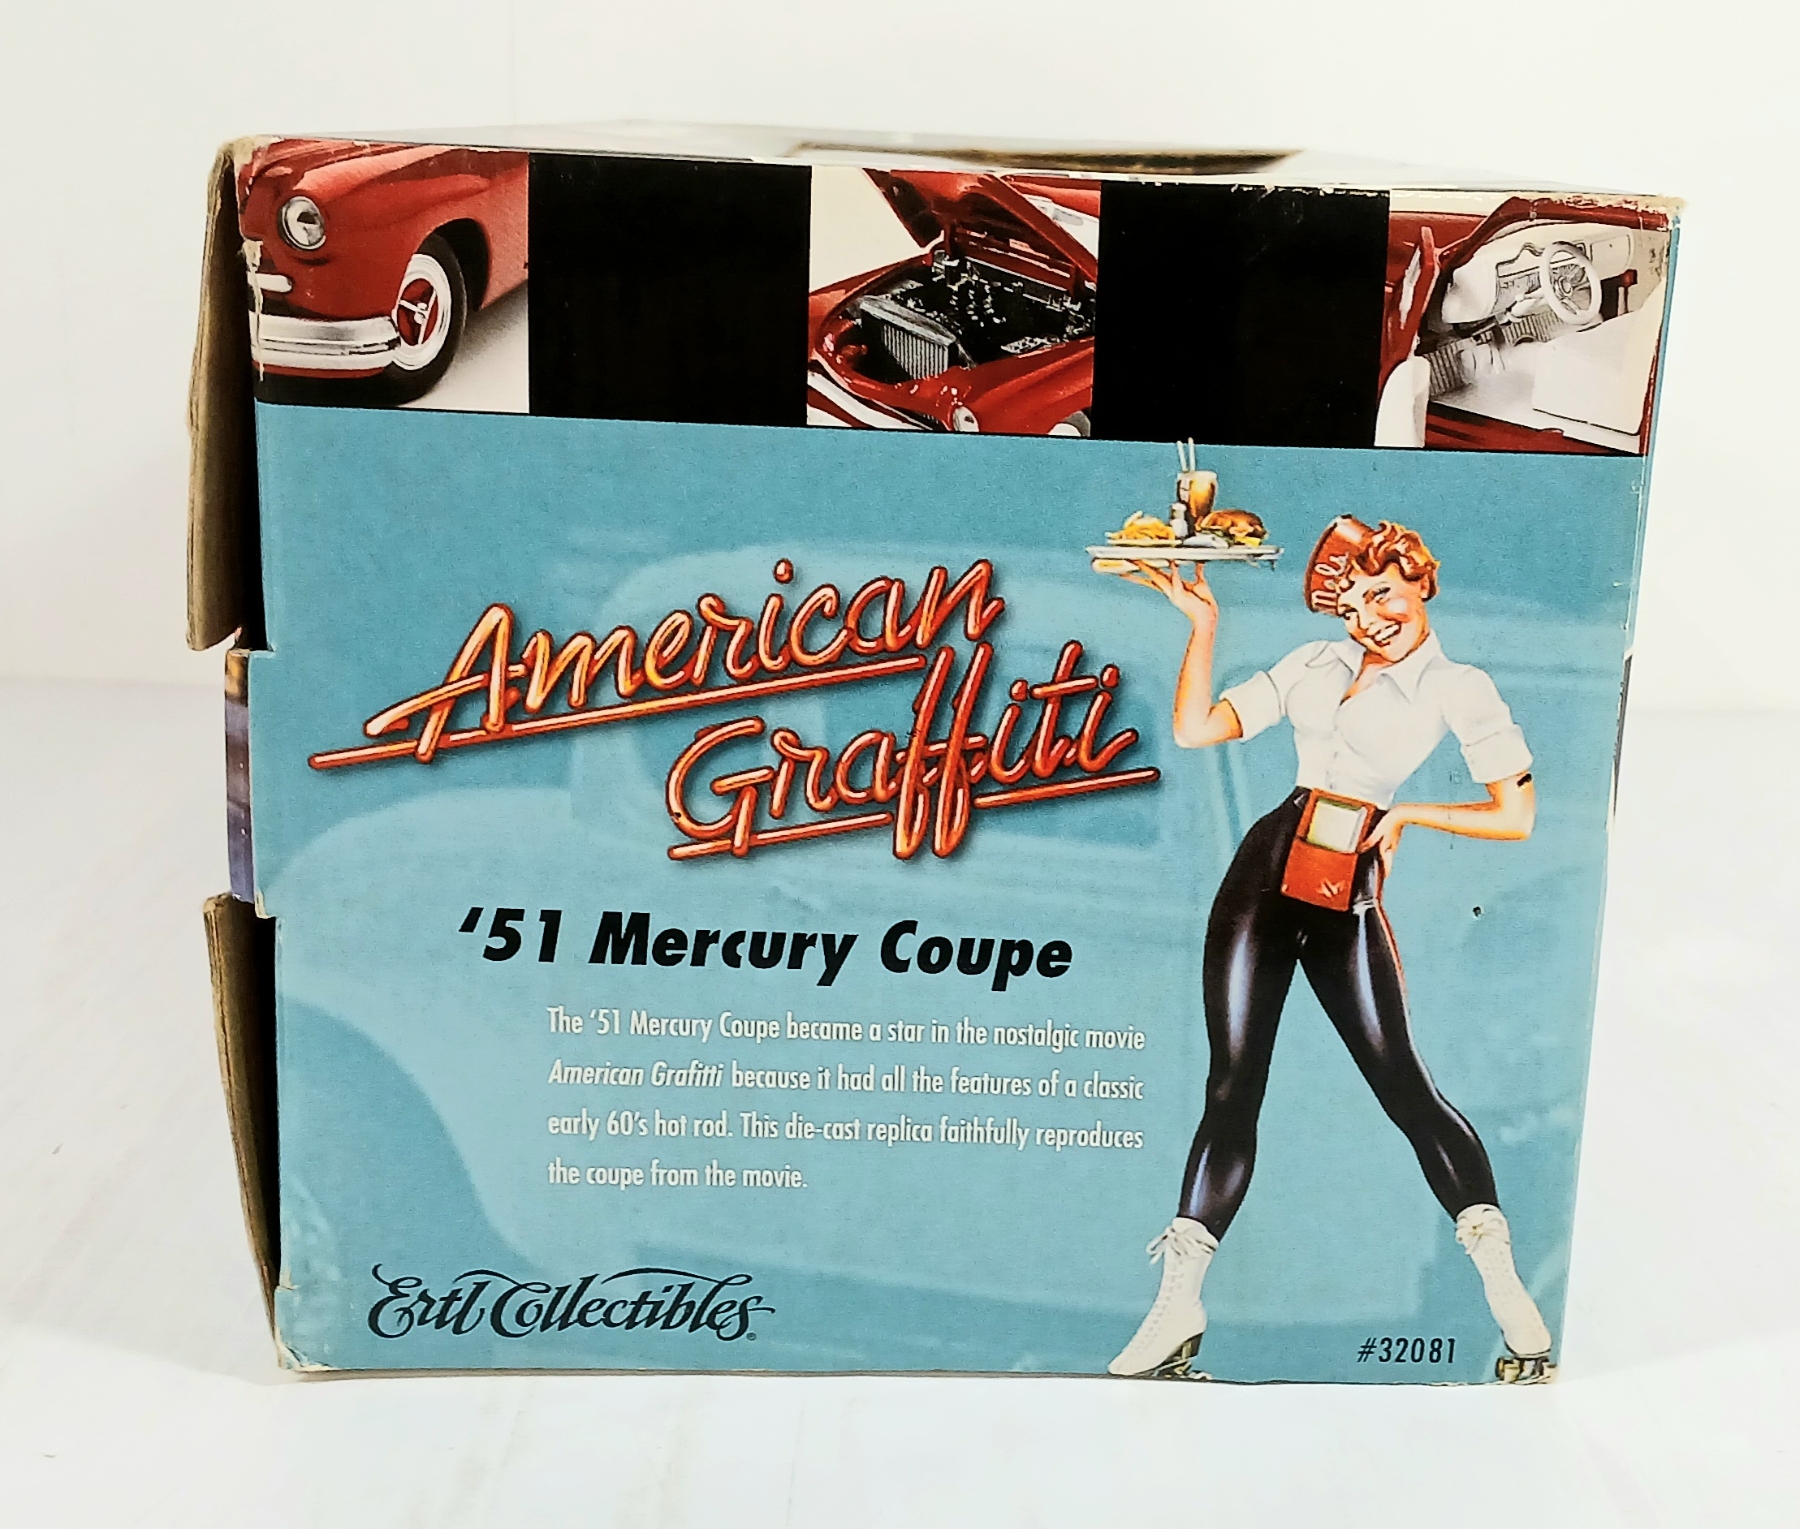 Mels
American
Graffiti
'51 Mercury Coupe
The '51 Mercury Coupe became a star in the nostalgic movie
American Grafitti because it had all the features of a classic
early 60's hot rod. This die-cast replica faithfully reproduces
the coupe from the movie.
Ertl Collectibles®
#32081